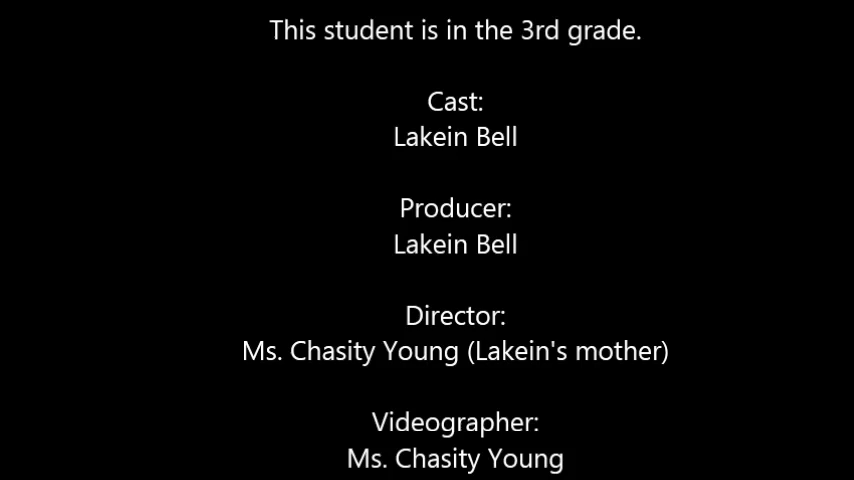 This student is in the 3rd grade.
Cast:
Lakein Bell
Producer:
Lakein Bell
Director:
Ms. Chasity Young (Lakein's mother)
Videographer:
Ms. Chasity Young